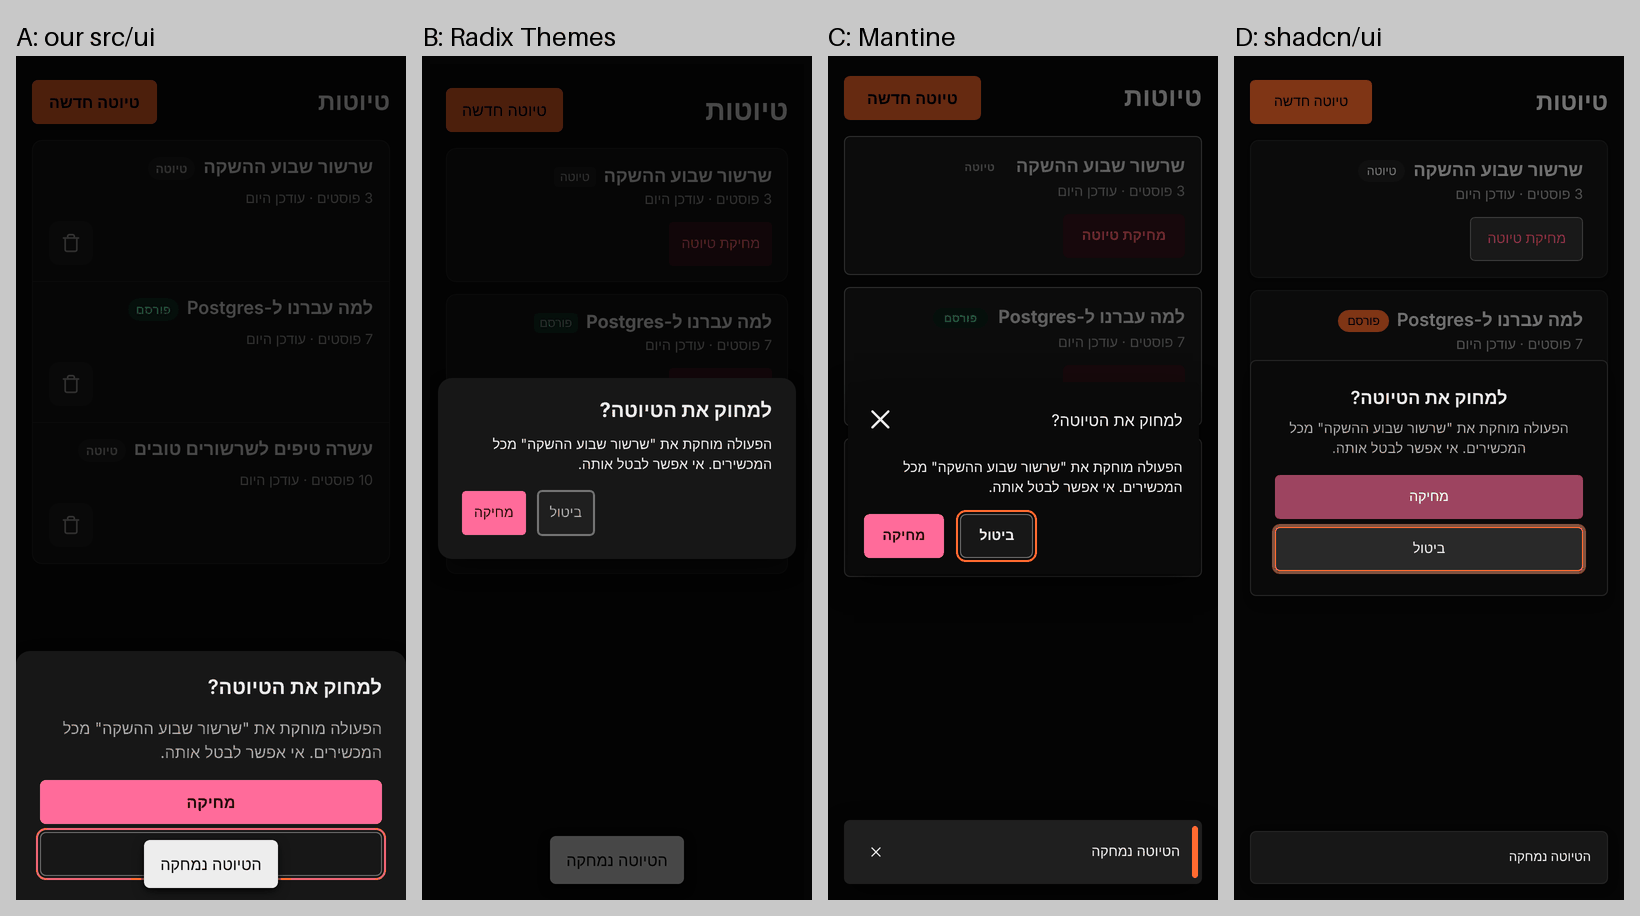 A: our src/ui
טיוטות
טיוטה חדשה
שרשור שבוע ההשקה
טיוטה
3 פוסטים · עודכן היום
למה עברנו ל-Postgres
פורסם
7 פוסטים · עודכן היום
עשרה טיפים לשרשורים טובים
טיוטה
10 פוסטים · עודכן היום
למחוק את הטיוטה?
הפעולה מוחקת את "שרשור שבוע ההשקה" מכל
המכשירים. אי אפשר לבטל אותה.
מחיקה
הטיוטה נמחקה
B: Radix Themes
טיוטות
טיוטה חדשה
שרשור שבוע ההשקה
טיוטה
3 פוסטים · עודכן היום
מחיקת טיוטה
למה עברנו ל-Postgres
פורסם
7 פוסטים · עודכן היום
למחוק את הטיוטה?
הפעולה מוחקת את "שרשור שבוע ההשקה" מכל
המכשירים. אי אפשר לבטל אותה.
ביטול
מחיקה
הטיוטה נמחקה
C: Mantine
טיוטות
טיוטה חדשה
שרשור שבוע ההשקה
טיוטה
3 פוסטים · עודכן היום
מחיקת טיוטה
למה עברנו ל-Postgres
פורסם
7 פוסטים · עודכן היום
למחוק את הטיוטה?
הפעולה מוחקת את "שרשור שבוע ההשקה" מכל
המכשירים. אי אפשר לבטל אותה.
ביטול
מחיקה
הטיוטה נמחקה
D: shadcn/ui
טיוטות
טיוטה חדשה
שרשור שבוע ההשקה
טיוטה
3 פוסטים · עודכן היום
מחיקת טיוטה
למה עברנו ל-Postgres
פורסם
7 פוסטים · עודכן היום
למחוק את הטיוטה?
הפעולה מוחקת את "שרשור שבוע ההשקה" מכל
המכשירים. אי אפשר לבטל אותה.
מחיקה
ביטול
הטיוטה נמחקה